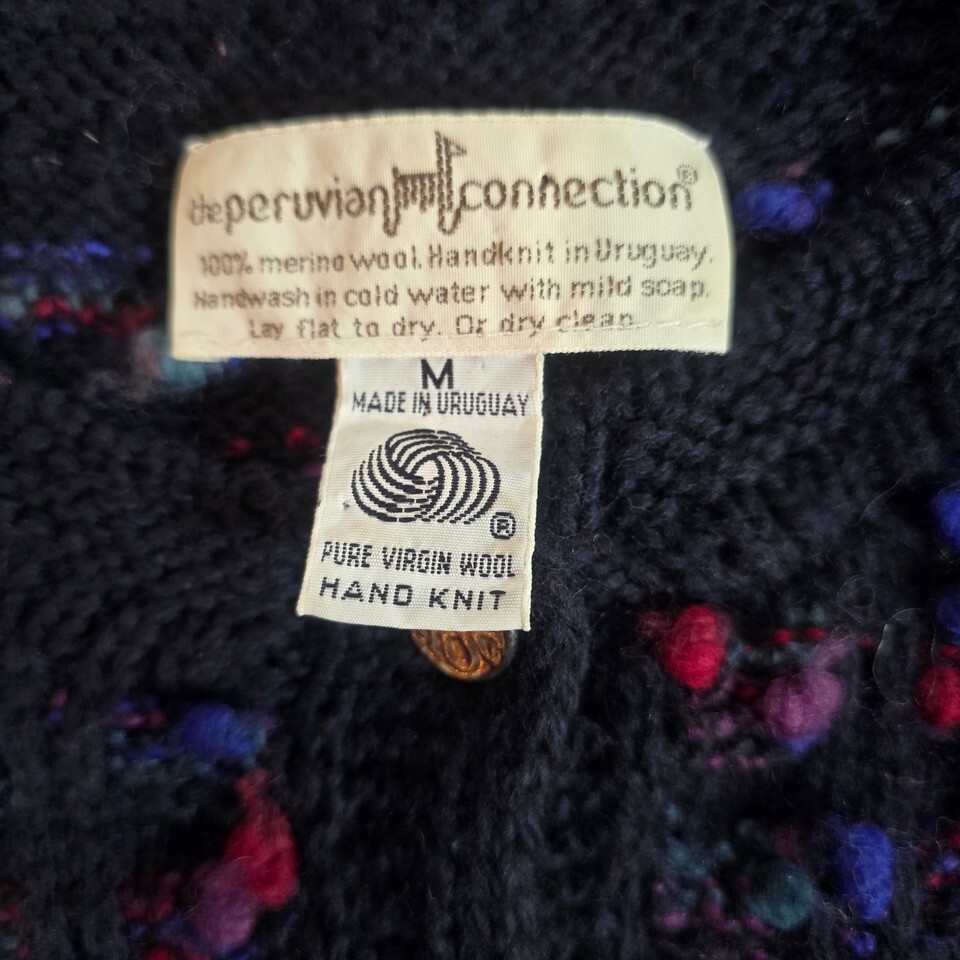 the peruvian connection®
100% merino wool. Handknit in Uruguay.
Handwash in cold water with mild soap.
Lay flat to dry. Or dry clean.
M
MADE IN URUGUAY
®
PURE VIRGIN WOOL
HAND KNIT